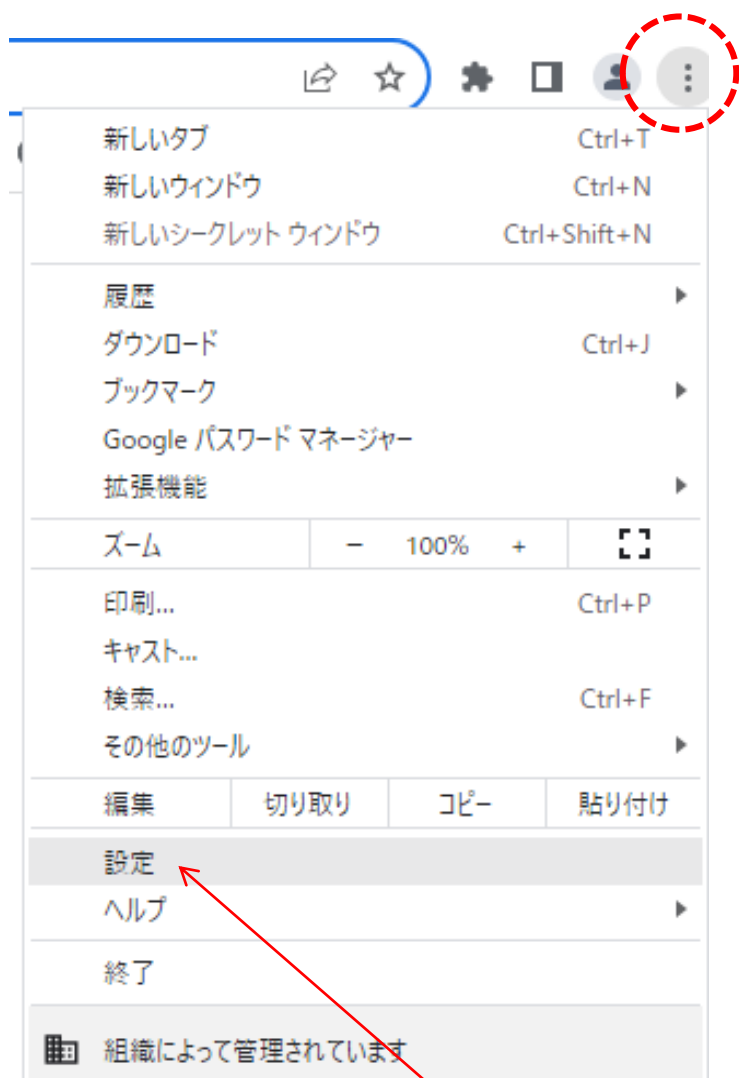 新しいタブ Ctrl+T
新しいウィンドウ Ctrl+N
新しいシークレット ウィンドウ Ctrl+Shift+N
履歴
ダウンロード Ctrl+J
ブックマーク
Google パスワード マネージャー
拡張機能
ズーム － 100% +
印刷... Ctrl+P
キャスト...
検索... Ctrl+F
その他のツール
編集 切り取り コピー 貼り付け
設定
ヘルプ
終了
組織によって管理されています